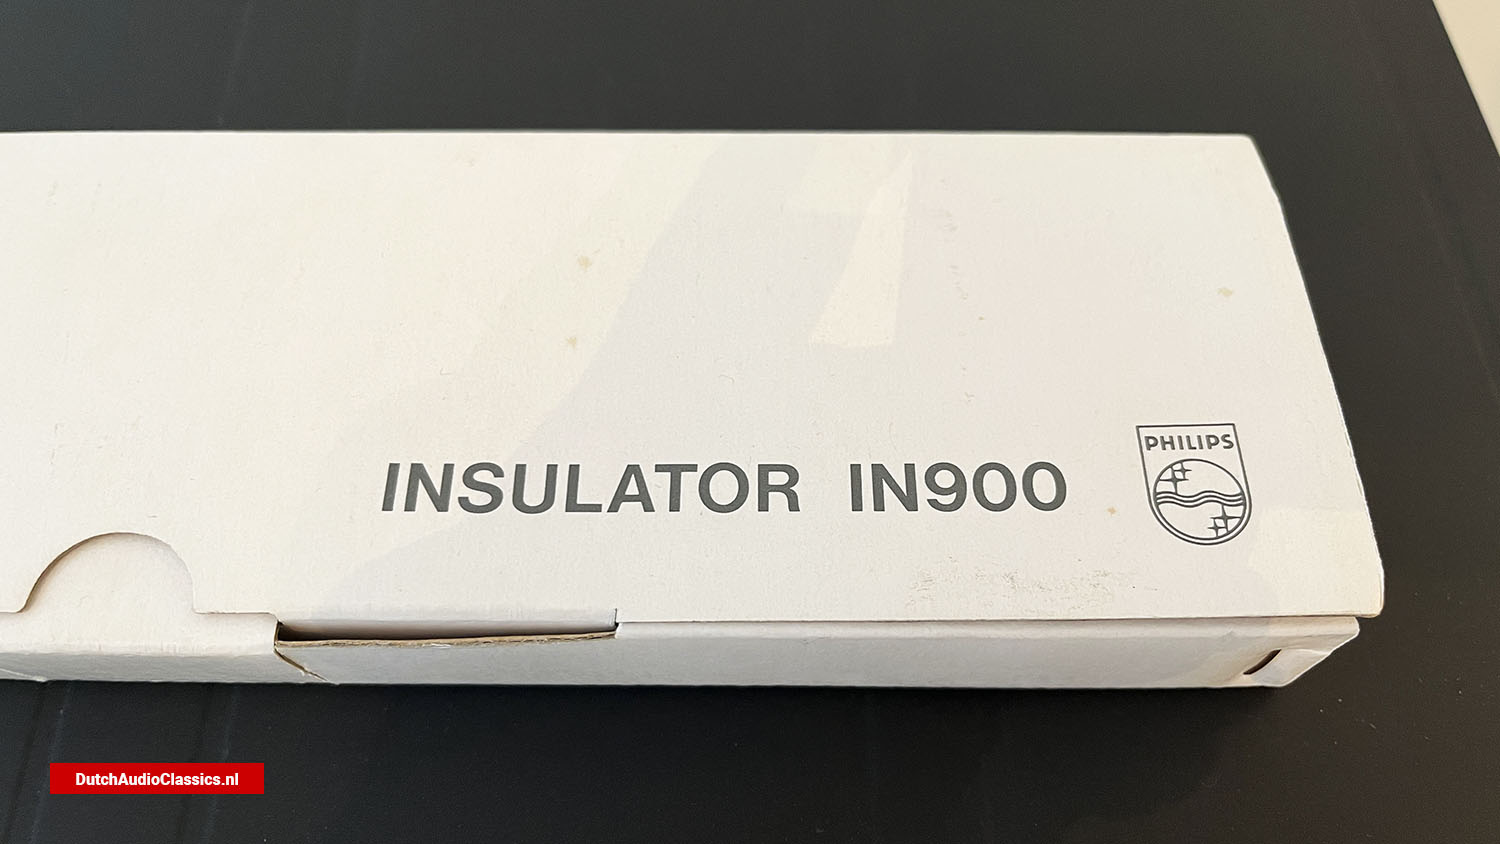 INSULATOR IN900
PHILIPS
DutchAudioClassics.nl